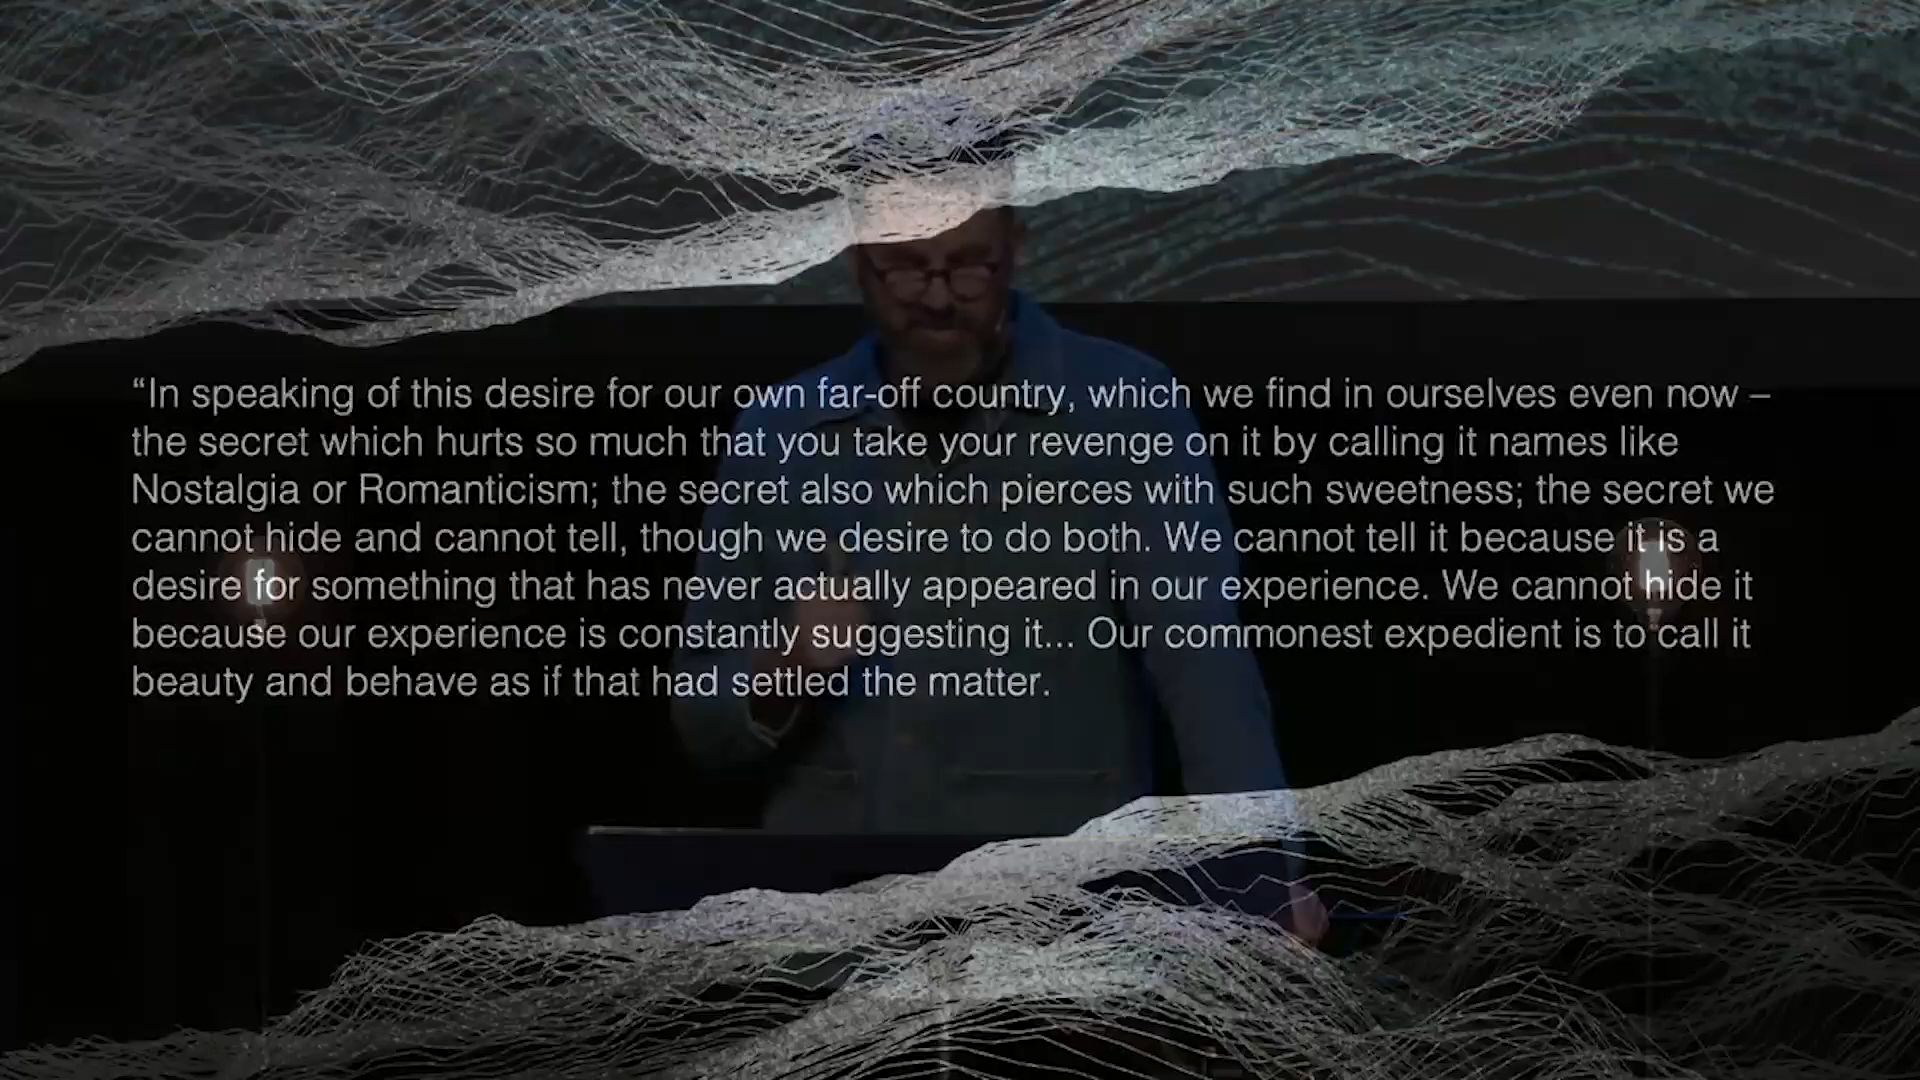 “In speaking of this desire for our own far-off country, which we find in ourselves even now –
the secret which hurts so much that you take your revenge on it by calling it names like
Nostalgia or Romanticism; the secret also which pierces with such sweetness; the secret we
cannot hide and cannot tell, though we desire to do both. We cannot tell it because it is a
desire for something that has never actually appeared in our experience. We cannot hide it
because our experience is constantly suggesting it... Our commonest expedient is to call it
beauty and behave as if that had settled the matter.